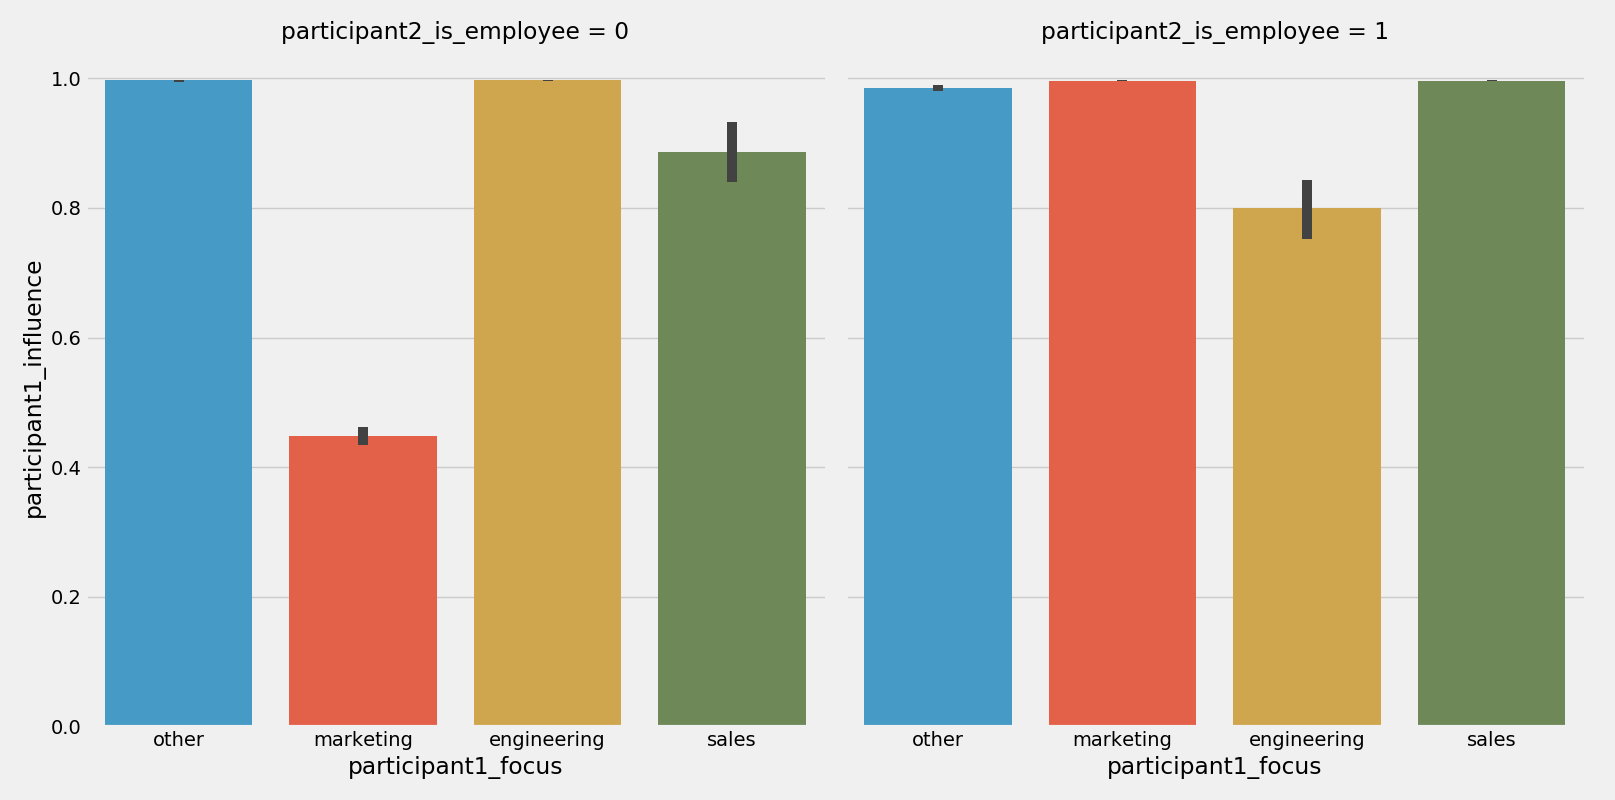 participant2_is_employee = 0
participant2_is_employee = 1
participant1_influence
1.0
0.8
0.6
0.4
0.2
0.0
other marketing engineering sales
participant1_focus
other marketing engineering sales
participant1_focus